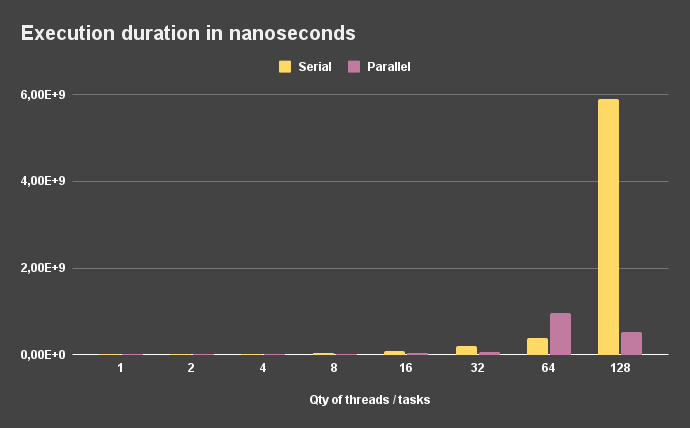 Execution duration in nanoseconds
Serial Parallel
6,00E+9
4,00E+9
2,00E+9
0,00E+0
1 2 4 8 16 32 64 128
Qty of threads / tasks